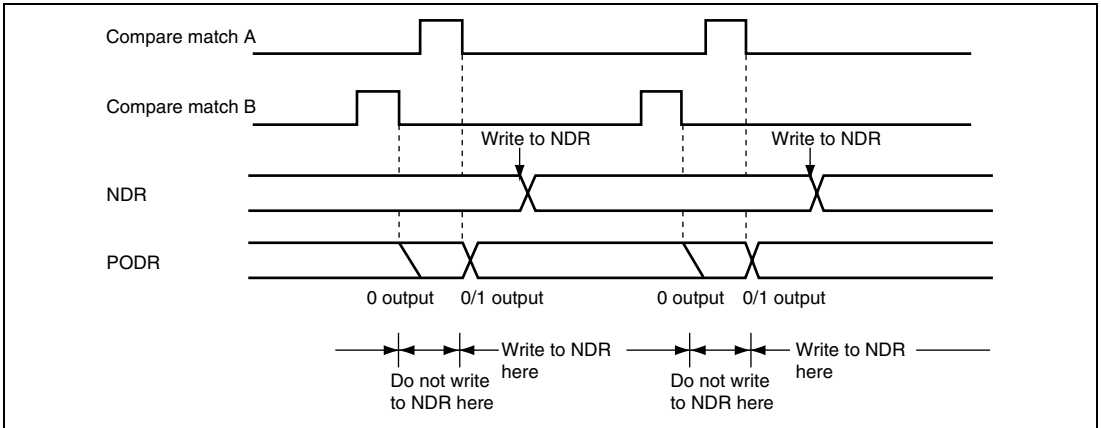 Compare match A
Compare match B
Write to NDR Write to NDR
NDR
PODR
0 output 0/1 output 0 output 0/1 output
Write to NDR here Write to NDR here
Do not write to NDR here Do not write to NDR here